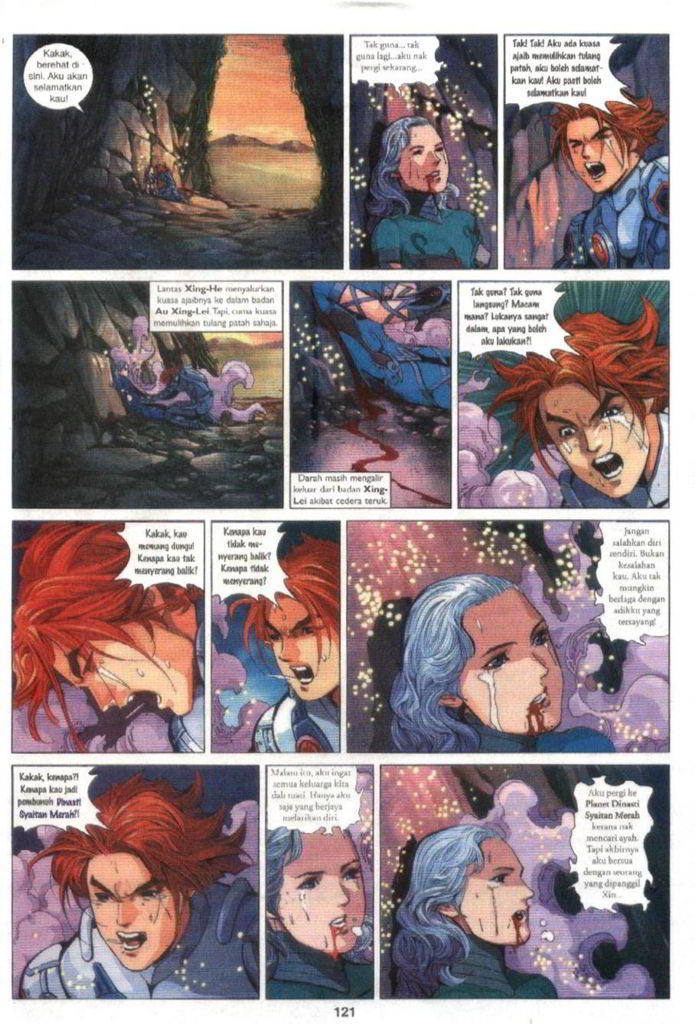 Kakak,
berehat di
sini. Aku akan
selamatkan
kau!
Tak guna... tak
guna lagi...aku nak
pergi sekarang...
Tak! Tak! Aku ada kuasa
ajaib memulihkan tulang
patah, aku boleh selamat-
kan kau! Aku pasti boleh
selamatkan kau!
Lantas Xing-He menyalurkan
kuasa ajaibnya ke dalam badan
Au Xing-Lei. Tapi, cuma kuasa
memulihkan tulang patah sahaja.
Darah masih mengalir
keluar dari badan Xing-
Lei akibat cedera teruk.
Tak guna? Tak guna
langsung? Macam
mana? Lukanya sangat
dalam, apa yang boleh
aku lakukan?!
Kakak, kau
memang dungu!
Kenapa kau tak
menyerang balik?
Kenapa kau
tidak me-
nyerang balik?
Kenapa tidak
menyerang?
Jangan
salahkan diri
sendiri. Bukan
kesalahan
kau. Aku tak
mungkin
berlaga dengan
adikku yang
tersayang!
Kakak, kenapa?!
Kenapa kau jadi
pembunuh Dinasti
Syaitan Merah?!
Malam itu, aku ingat
semua keluarga kita
dah mati. Hanya aku
saja yang berjaya
melarikan diri.
Aku pergi ke
Planet Dinasti
Syaitan Merah
kerana nak
mencari ayah.
Tapi akhirnya
aku bersua
dengan seorang
yang dipanggil
Xin...
121